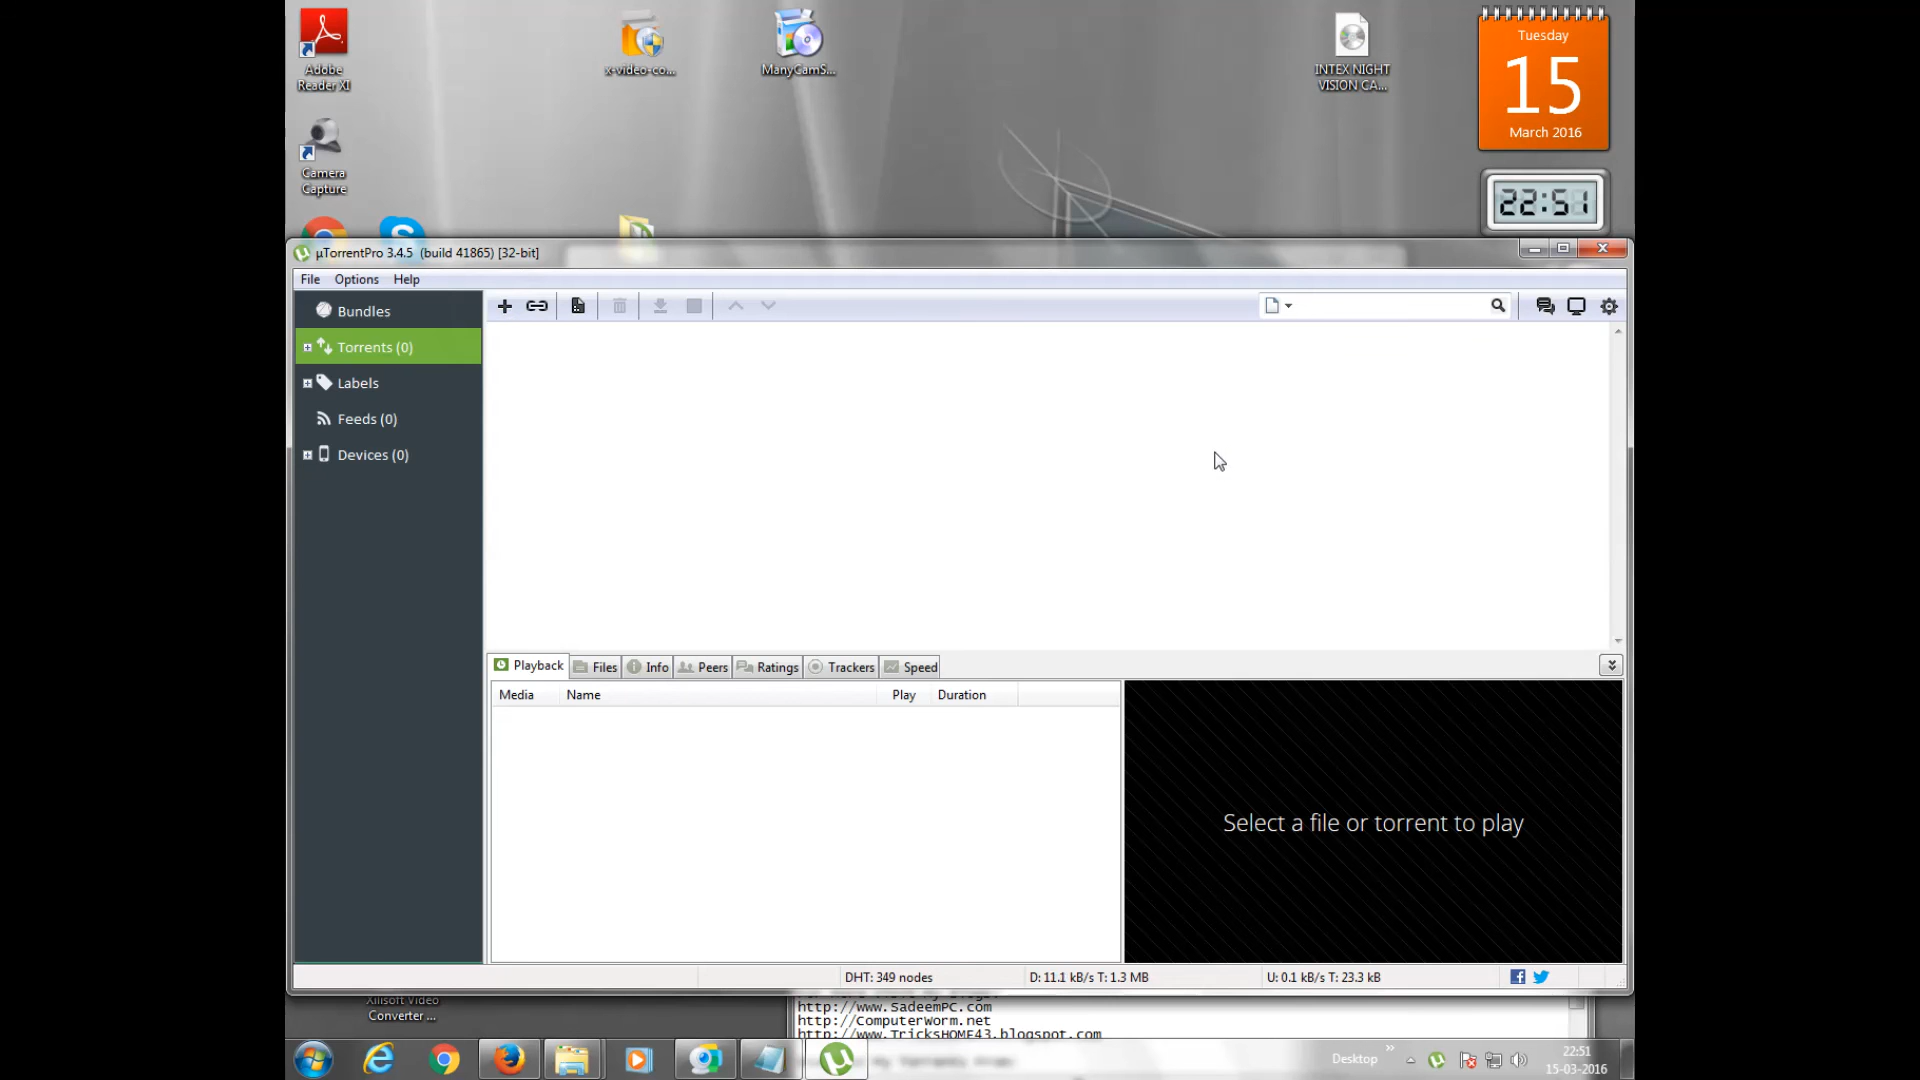 Adobe
Reader XI
x-video-co...
ManyCamS...
INTEX NIGHT
VISION CA...
Tuesday
15
March 2016
Camera
Capture
22:51
µTorrentPro 3.4.5 (build 41865) [32-bit]
File Options Help
Bundles
Torrents (0)
Labels
Feeds (0)
Devices (0)
Playback Files Info Peers Ratings Trackers Speed
Media Name Play Duration
Select a file or torrent to play
DHT: 349 nodes D: 11.1 kB/s T: 1.3 MB U: 0.1 kB/s T: 23.3 kB
Xilisoft Video
Converter ...
http://www.SadeemPC.com
http://ComputerWorm.net
http://www.TricksHOME43.blogspot.com
Desktop
22:51
15-03-2016